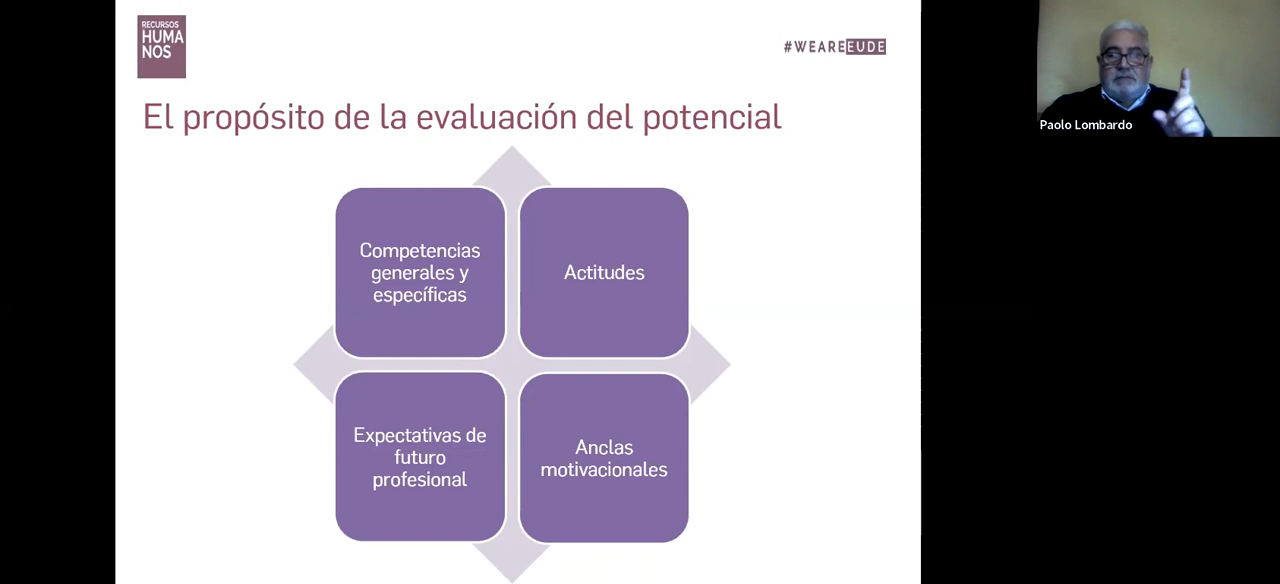 RECURSOS
HUMA
NOS
#WEAREEUDE
Paolo Lombardo
El propósito de la evaluación del potencial
Competencias
generales y
específicas
Actitudes
Expectativas de
futuro
profesional
Anclas
motivacionales